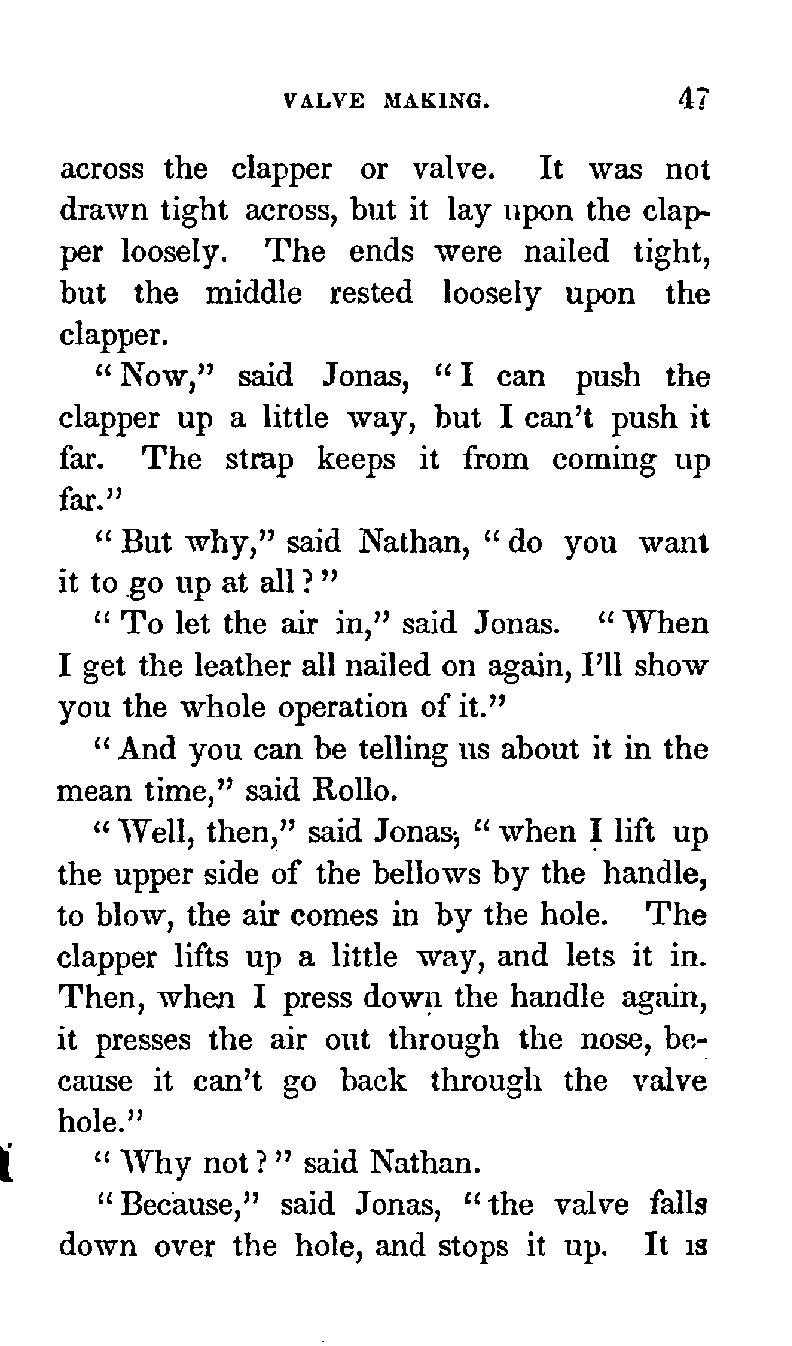 VALVE MAKING. 47
across the clapper or valve. It was not
drawn tight across, but it lay upon the clap-
per loosely. The ends were nailed tight,
but the middle rested loosely upon the
clapper.
“Now,” said Jonas, “I can push the
clapper up a little way, but I can’t push it
far. The strap keeps it from coming up
far.”
“But why,” said Nathan, “do you want
it to go up at all?”
“To let the air in,” said Jonas. “When
I get the leather all nailed on again, I’ll show
you the whole operation of it.”
“And you can be telling us about it in the
mean time,” said Rollo.
“Well, then,” said Jonas, “when I lift up
the upper side of the bellows by the handle,
to blow, the air comes in by the hole. The
clapper lifts up a little way, and lets it in.
Then, when I press down the handle again,
it presses the air out through the nose, be-
cause it can’t go back through the valve
hole.”
“Why not?” said Nathan.
“Because,” said Jonas, “the valve falls
down over the hole, and stops it up. It is